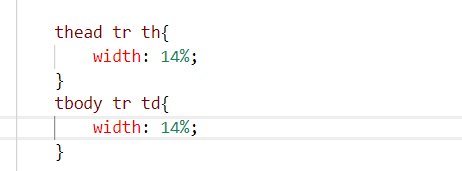 thead tr th{
    width: 14%;
}
tbody tr td{
    width: 14%;
}